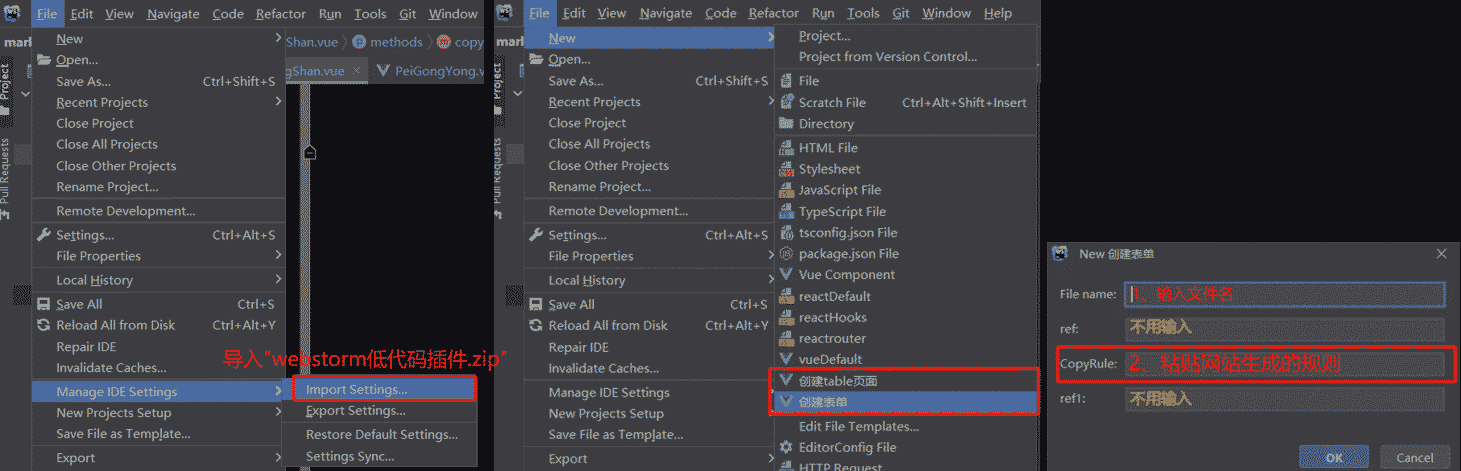 File Edit View Navigate Code Refactor Run Tools Git Window
mark
Shan.vue methods copy
gShan.vue × PeiGongYong.v
Project
Pull Requests
New
Open...
Save As... Ctrl+Shift+S
Recent Projects
Close Project
Close All Projects
Close Other Projects
Rename Project...
Remote Development...
Settings... Ctrl+Alt+S
File Properties
Local History
Save All Ctrl+S
Reload All from Disk Ctrl+Alt+Y
Repair IDE
Invalidate Caches...
导入"webstorm低代码插件.zip"
Manage IDE Settings
New Projects Setup
Save File as Template...
Export
Import Settings...
Export Settings...
Restore Default Settings...
Settings Sync...
File Edit View Navigate Code Refactor Run Tools Git Window Help
mark
Project
Pull Requests
New
Open...
Save As... Ctrl+Shift+S
Recent Projects
Close Project
Close All Projects
Close Other Projects
Rename Project...
Remote Development...
Settings... Ctrl+Alt+S
File Properties
Local History
Save All Ctrl+S
Reload All from Disk Ctrl+Alt+Y
Repair IDE
Invalidate Caches...
Manage IDE Settings
New Projects Setup
Save File as Template...
Export
Project...
Project from Version Control...
File
Scratch File Ctrl+Alt+Shift+Insert
Directory
HTML File
Stylesheet
JavaScript File
TypeScript File
tsconfig.json File
package.json File
Vue Component
reactDefault
reactHooks
reactrouter
vueDefault
创建table页面
创建表单
Edit File Templates...
EditorConfig File
HTTP Request
New 创建表单
File name: 1、输入文件名
ref: 不用输入
CopyRule: 2、粘贴网站生成的规则
ref1: 不用输入
OK Cancel